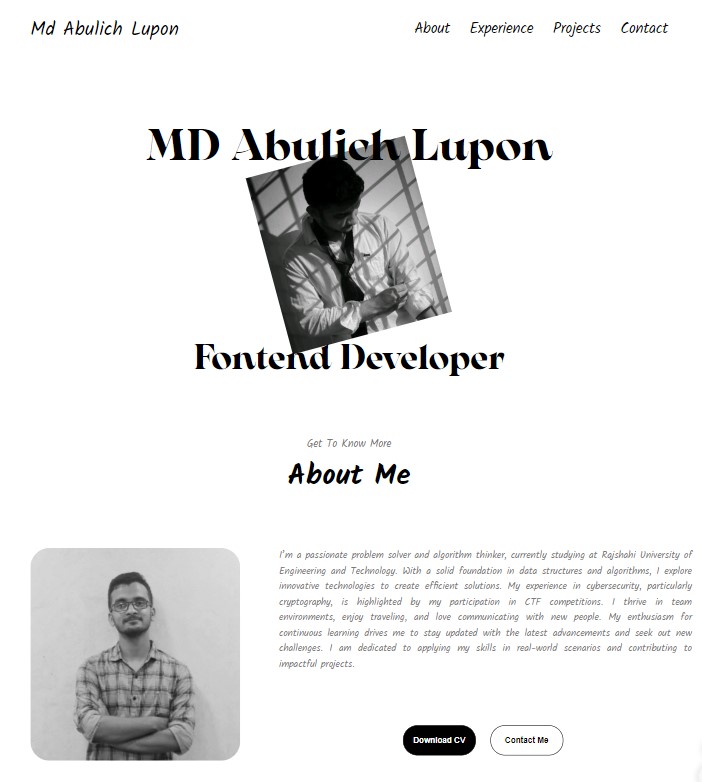 Md Abulich Lupon
About Experience Projects Contact
MD Abulich Lupon
Fontend Developer
Get To Know More
About Me
I'm a passionate problem solver and algorithm thinker, currently studying at Rajshahi University of
Engineering and Technology. With a solid foundation in data structures and algorithms, I explore
innovative technologies to create efficient solutions. My experience in cybersecurity, particularly
cryptography, is highlighted by my participation in CTF competitions. I thrive in team
environments, enjoy traveling, and love communicating with new people. My enthusiasm for
continuous learning drives me to stay updated with the latest advancements and seek out new
challenges. I am dedicated to applying my skills in real-world scenarios and contributing to
impactful projects.
Download CV Contact Me